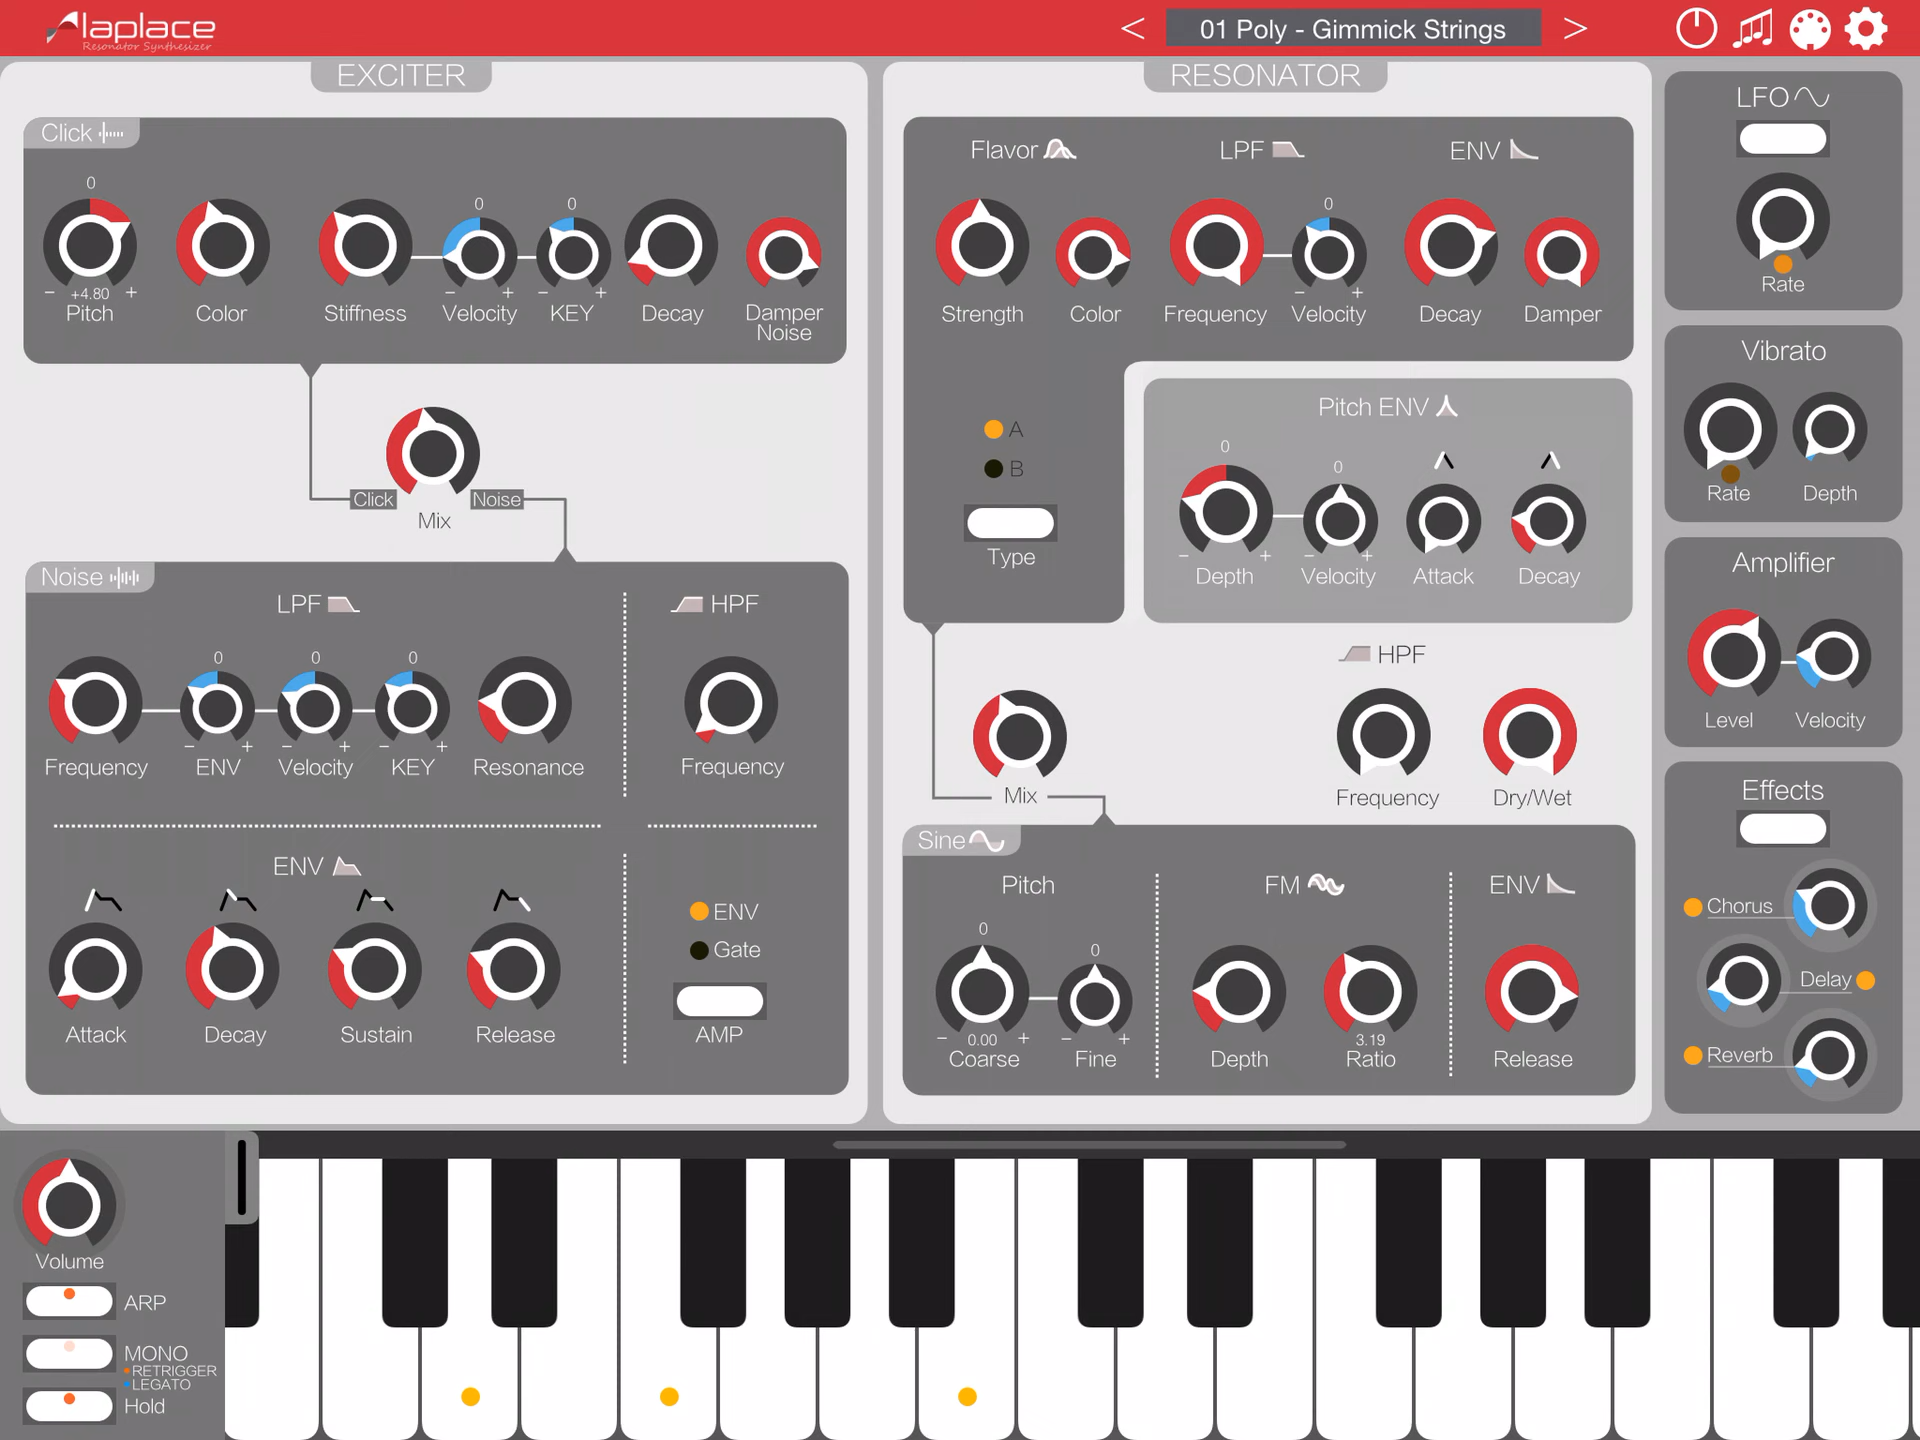 laplace
Resonator Synthesizer
< 01 Poly - Gimmick Strings >
EXCITER
Click
0 0 0
- +4.80 + - + - +
Pitch Color Stiffness Velocity KEY Decay Damper
Noise
Click Noise
Mix
Noise
LPF HPF
0 0 0
- + - + - +
Frequency ENV Velocity KEY Resonance Frequency
ENV
ENV
Gate
Attack Decay Sustain Release AMP
RESONATOR
Flavor LPF ENV
0
- +
Strength Color Frequency Velocity Decay Damper
A
B
Type
Pitch ENV
0 0
- + - +
Depth Velocity Attack Decay
HPF
Mix Frequency Dry/Wet
Sine
Pitch FM ENV
0 0
- 0.00 + - + 3.19
Coarse Fine Depth Ratio Release
LFO
Rate
Vibrato
Rate Depth
Amplifier
Level Velocity
Effects
Chorus
Delay
Reverb
Volume
ARP
MONO
RETRIGGER
LEGATO
Hold